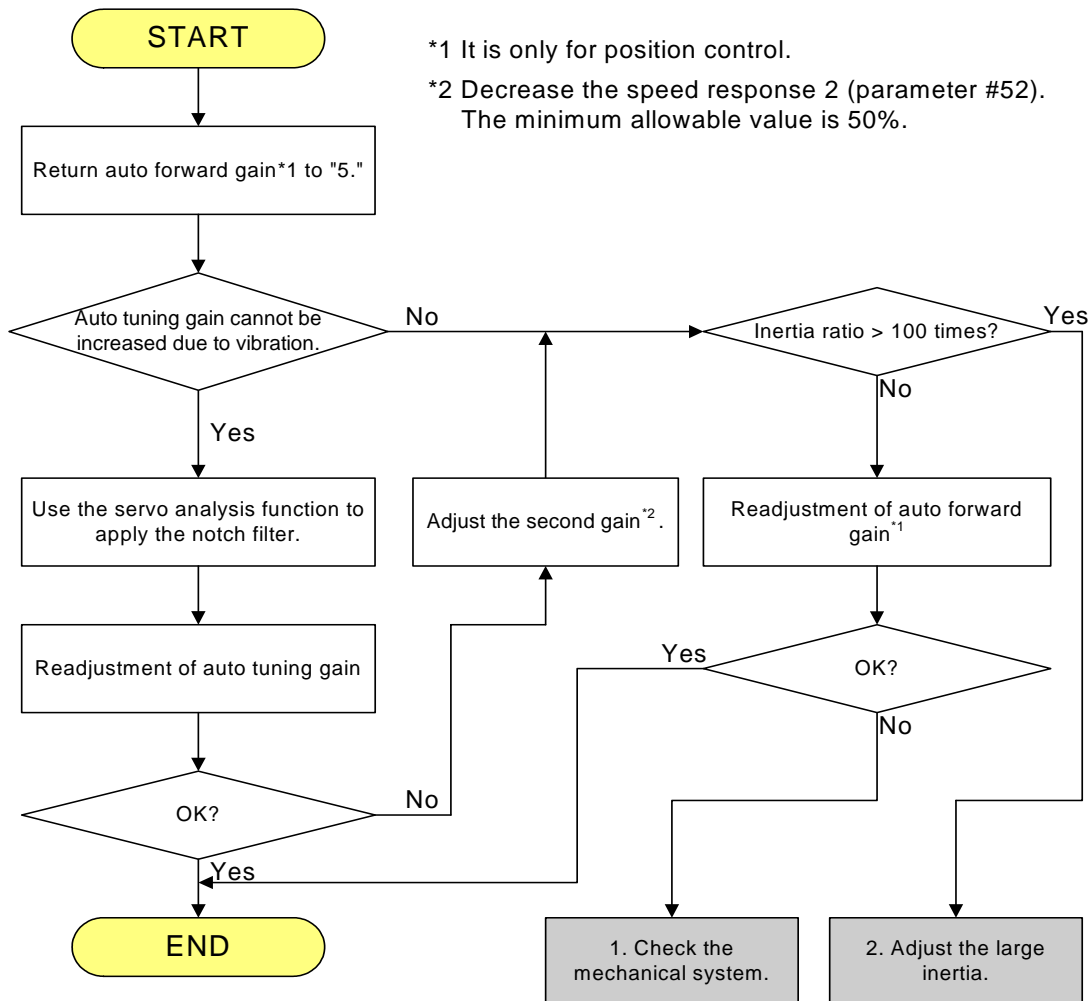 START
*1 It is only for position control.
*2 Decrease the speed response 2 (parameter #52).
The minimum allowable value is 50%.
Return auto forward gain*1 to "5."
Auto tuning gain cannot be
increased due to vibration.
No
Inertia ratio > 100 times?
Yes
No
Yes
Use the servo analysis function to
apply the notch filter.
Adjust the second gain*2.
Readjustment of auto forward
gain*1
Readjustment of auto tuning gain
Yes
OK?
No
OK?
No
Yes
END
1. Check the
mechanical system.
2. Adjust the large
inertia.